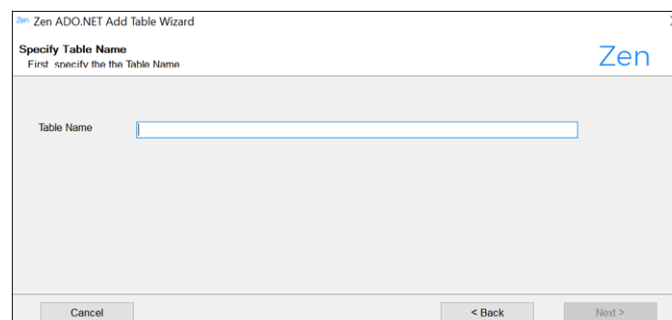 Zen Zen ADO.NET Add Table Wizard
Specify Table Name
First specify the the Table Name
Zen
Table Name
Cancel
< Back
Next >